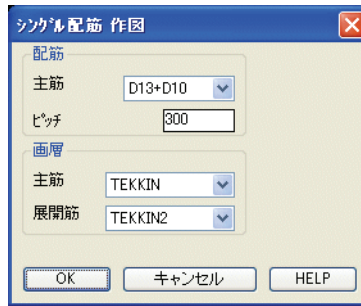 シングル配筋 作図
配筋
主筋 D13+D10
ピッチ 300
画層
主筋 TEKKIN
展開筋 TEKKIN2
OK キャンセル HELP